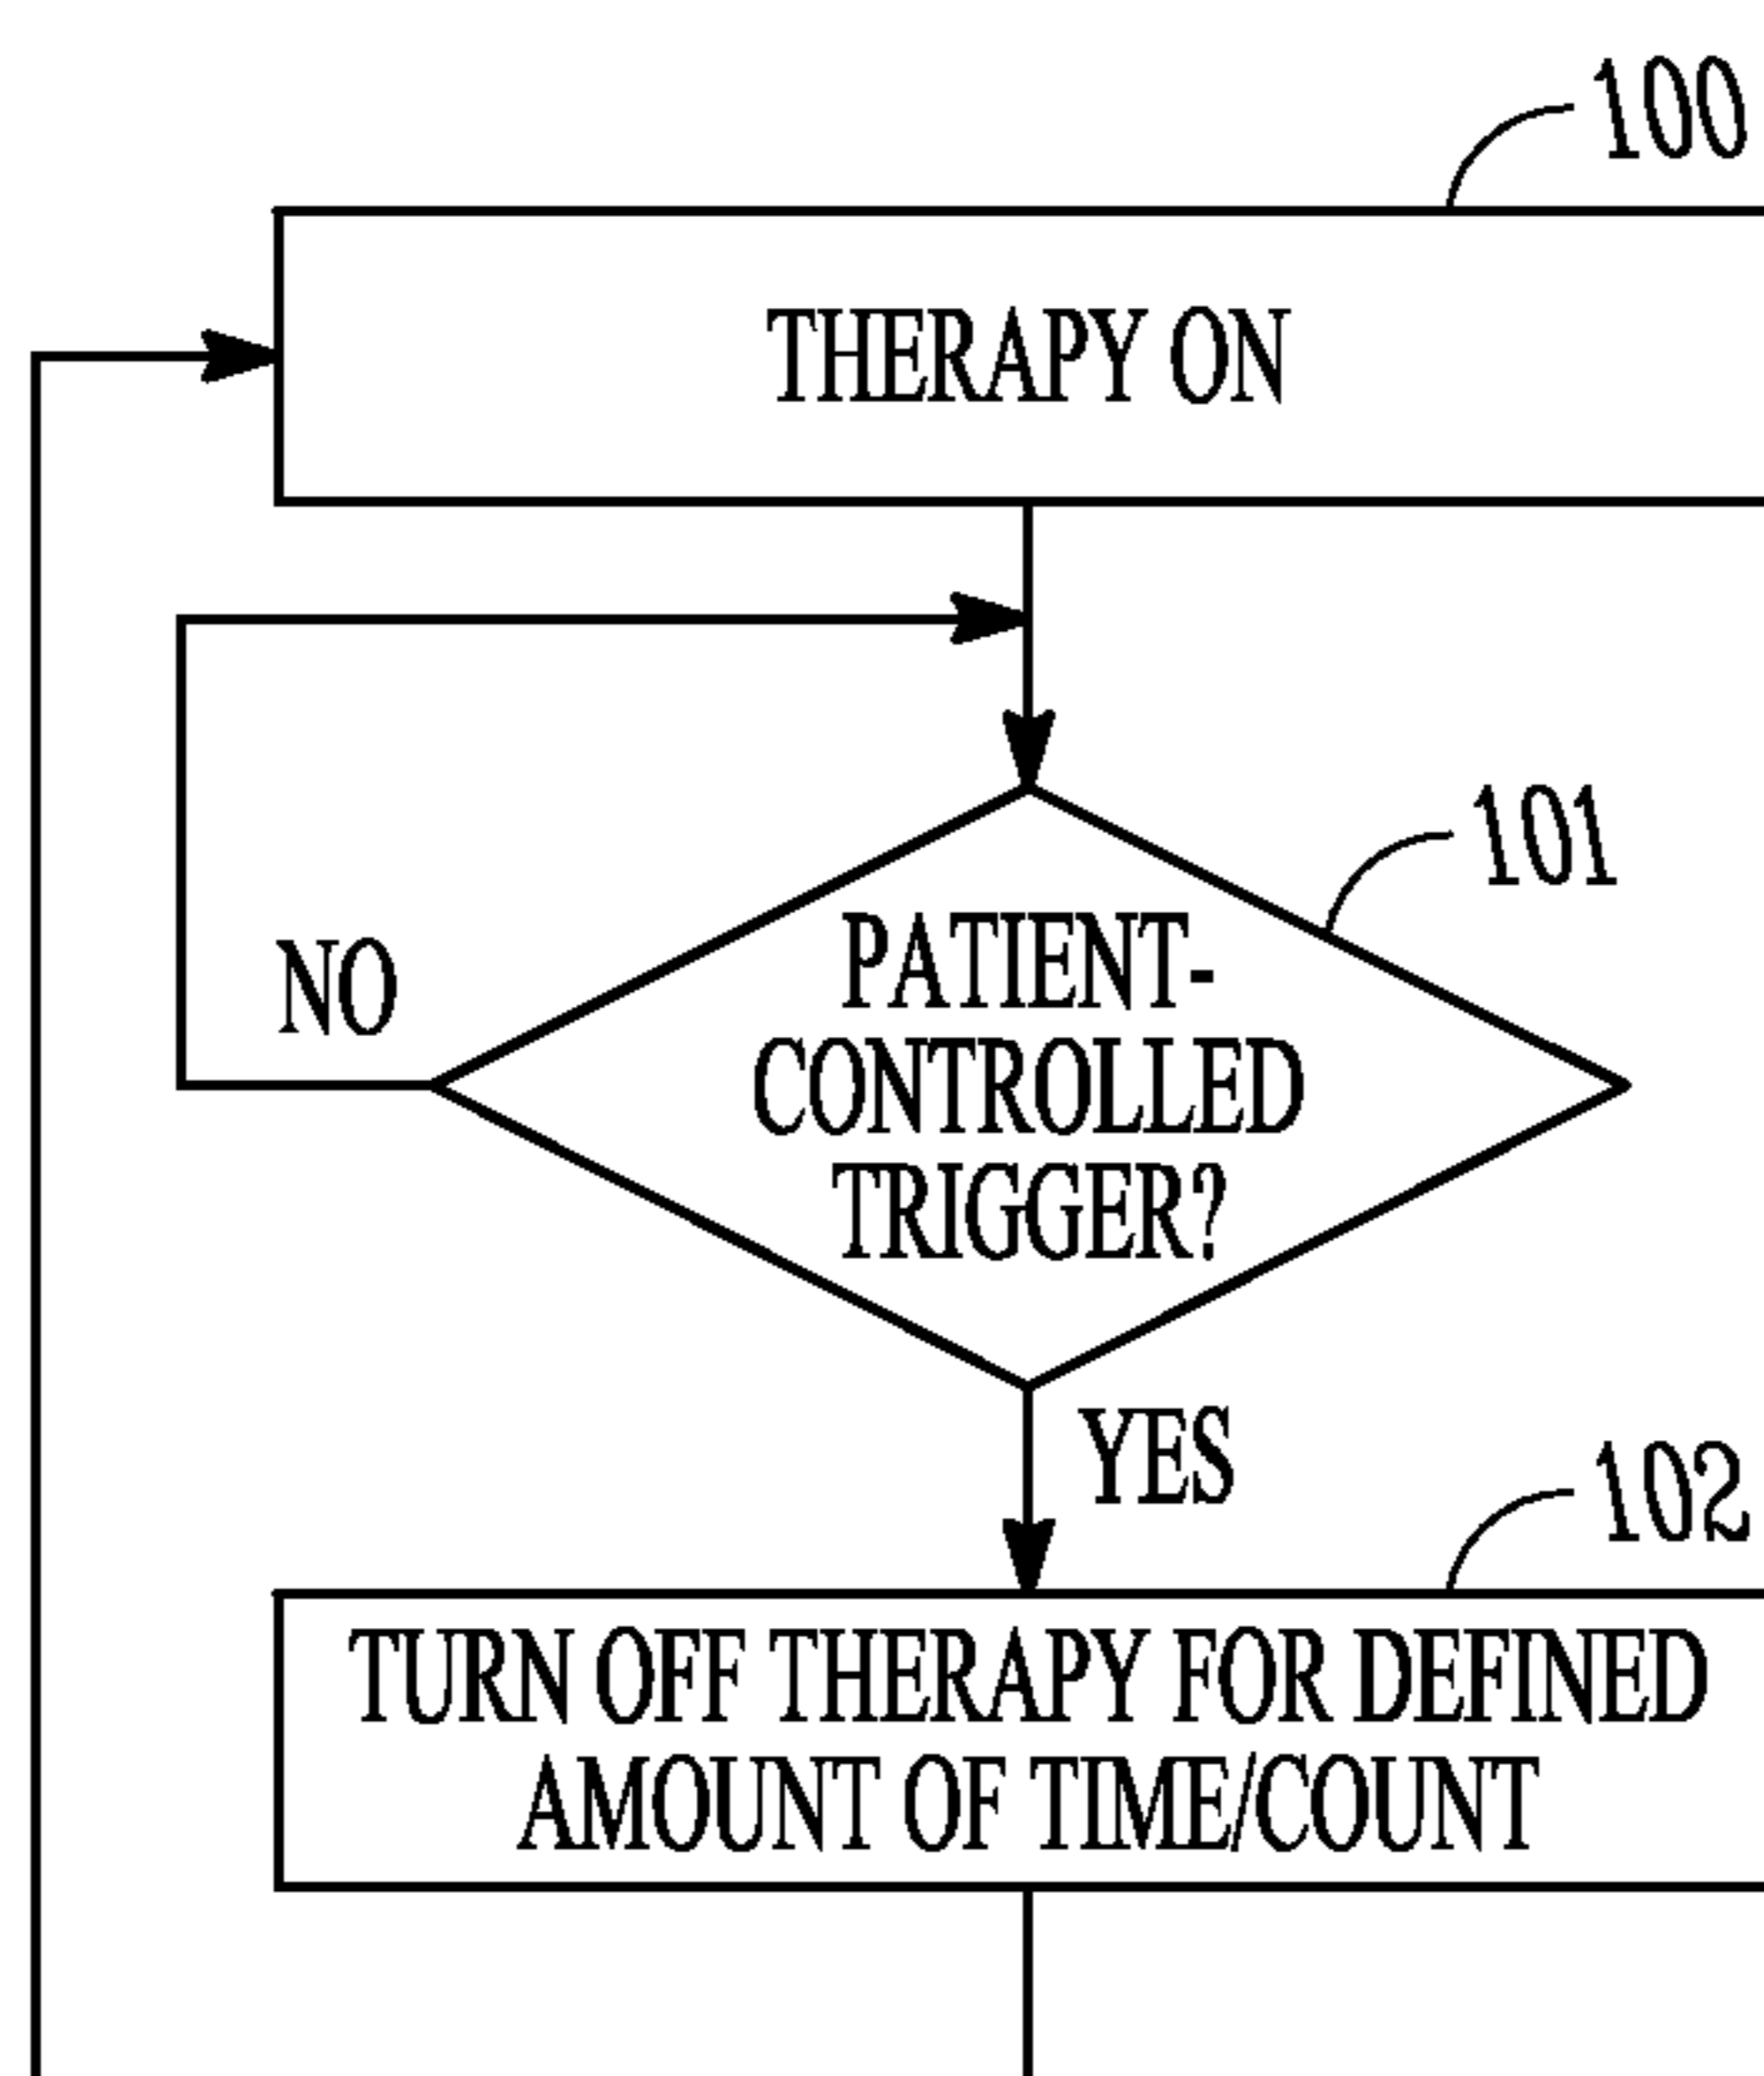 100
THERAPY ON
101
PATIENT-
CONTROLLED
TRIGGER?
NO
YES
102
TURN OFF THERAPY FOR DEFINED
AMOUNT OF TIME/COUNT